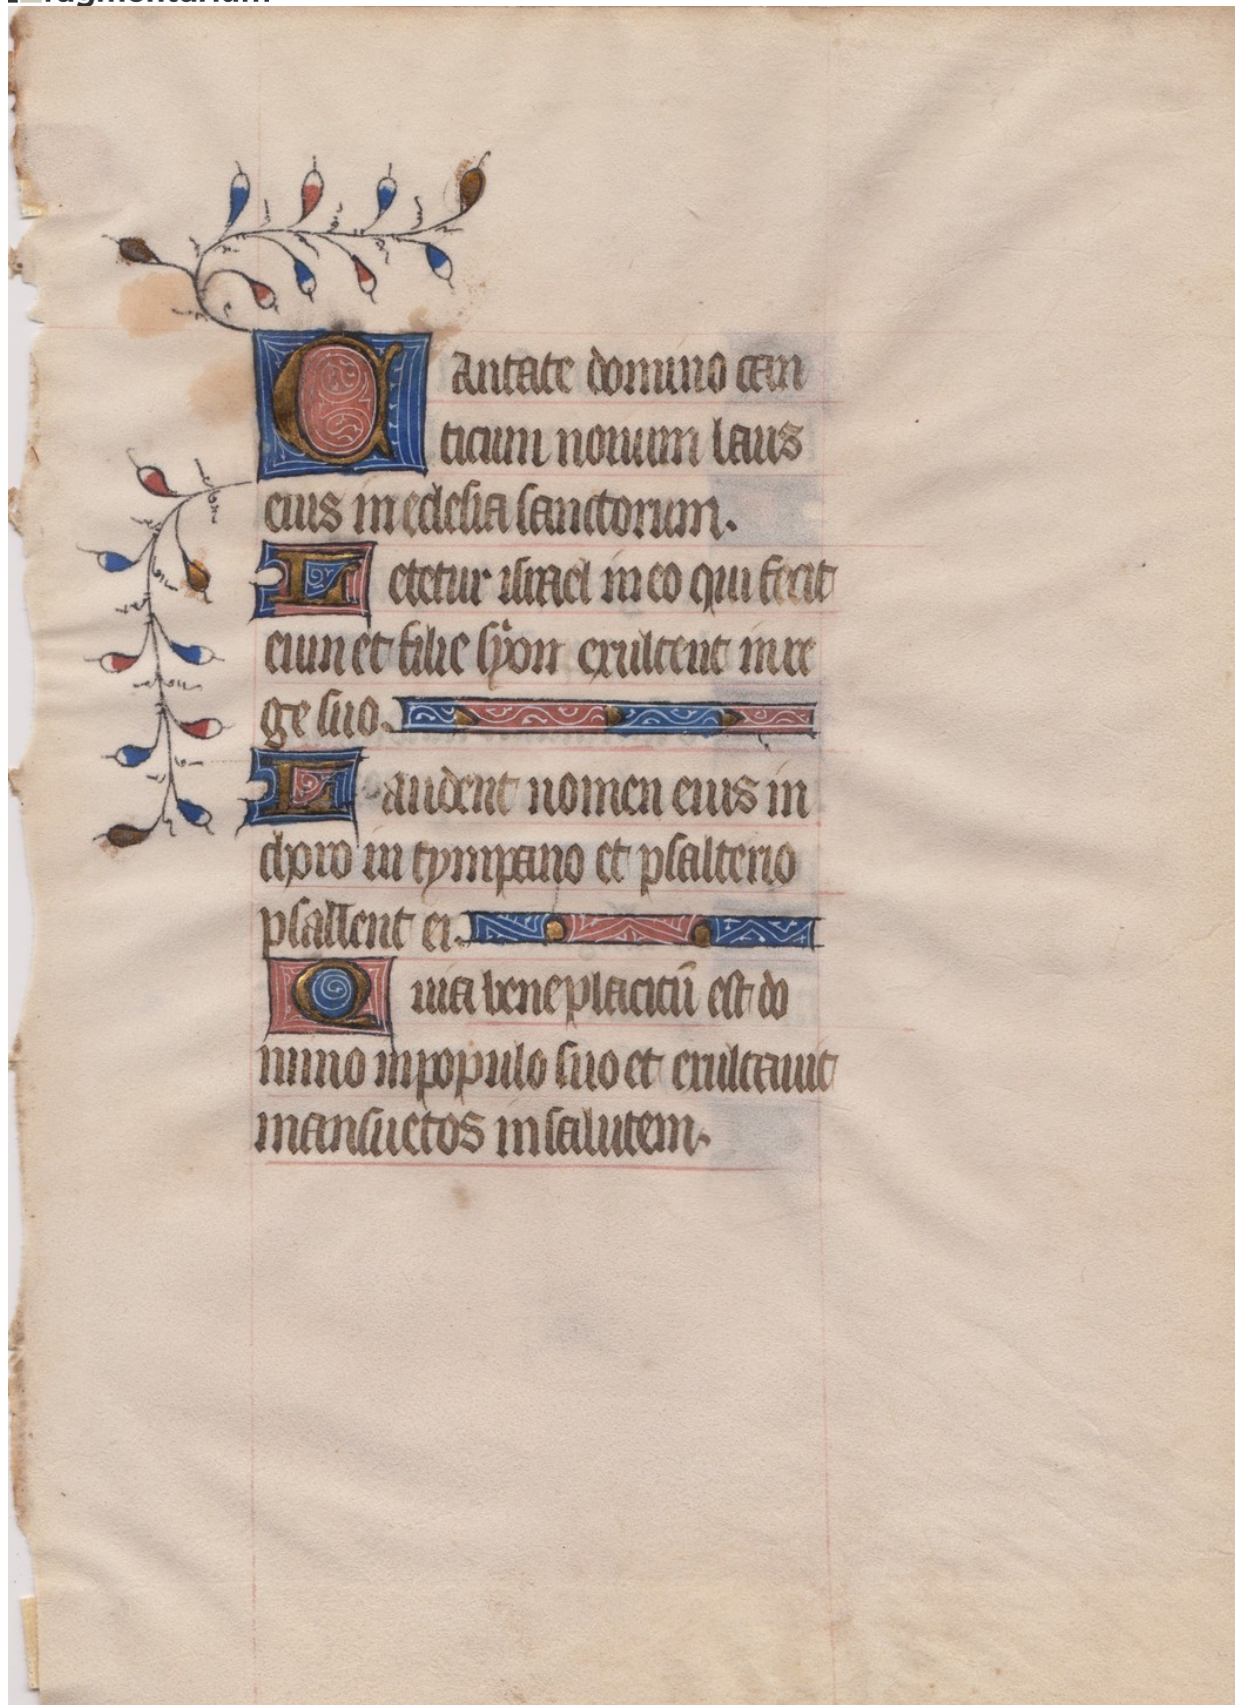 Cantate domino can
ticum nouum laus
eius in ecclesia sanctorum.
Letetur israel in eo qui fecit
eum et filie syon exultent in re
ge suo.
Laudent nomen eius in
choro in tympano et psalterio
psallent ei.
Quia beneplacitū est do
mino in populo suo et exultauit
mansuetos in salutem.